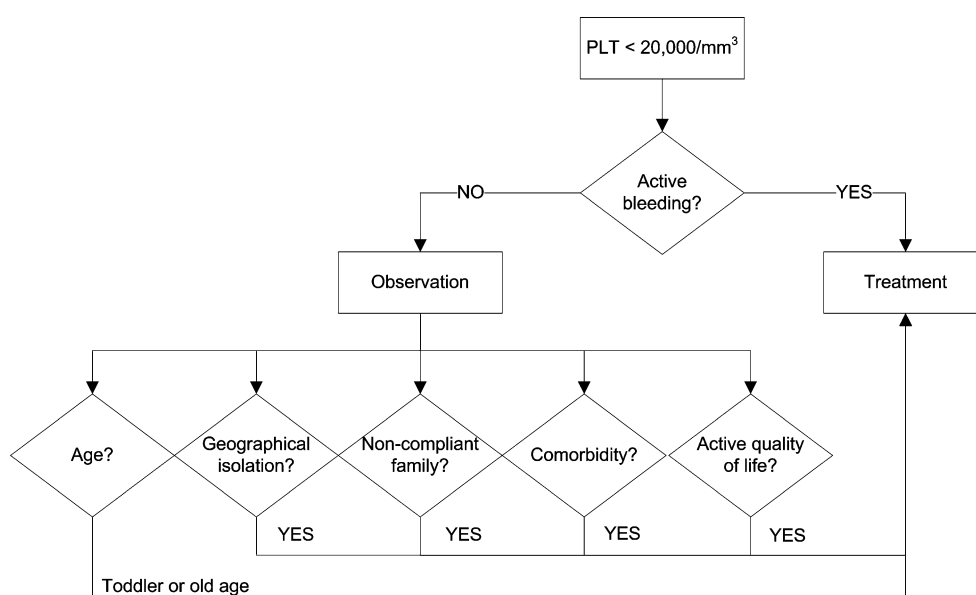 PLT < 20,000/mm³
Active
bleeding?
NO
YES
Observation
Treatment
Age?
Geographical
isolation?
Non-compliant
family?
Comorbidity?
Active quality
of life?
YES
YES
YES
YES
Toddler or old age